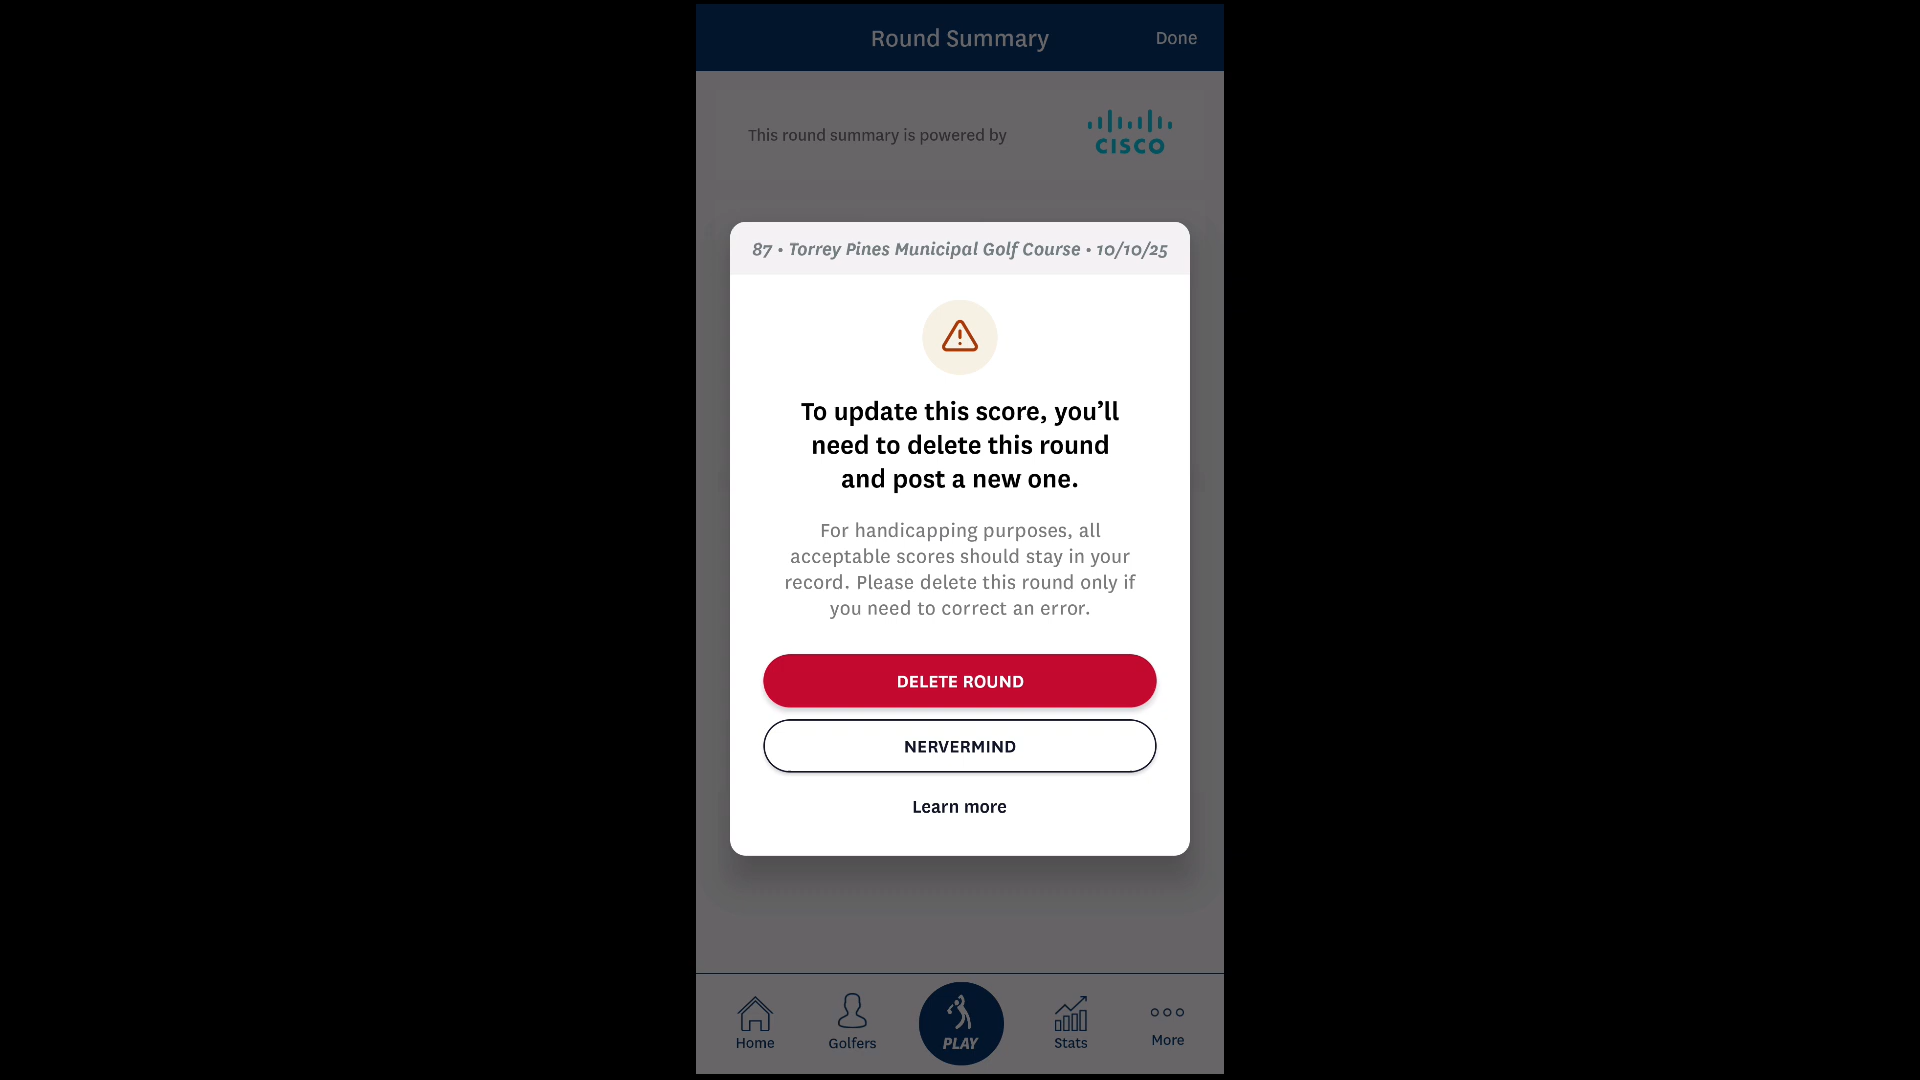 Round Summary
Done
This round summary is powered by
CISCO
87 • Torrey Pines Municipal Golf Course • 10/10/25
To update this score, you’ll
need to delete this round
and post a new one.
For handicapping purposes, all
acceptable scores should stay in your
record. Please delete this round only if
you need to correct an error.
DELETE ROUND
NERVERMIND
Learn more
Home
Golfers
PLAY
Stats
More